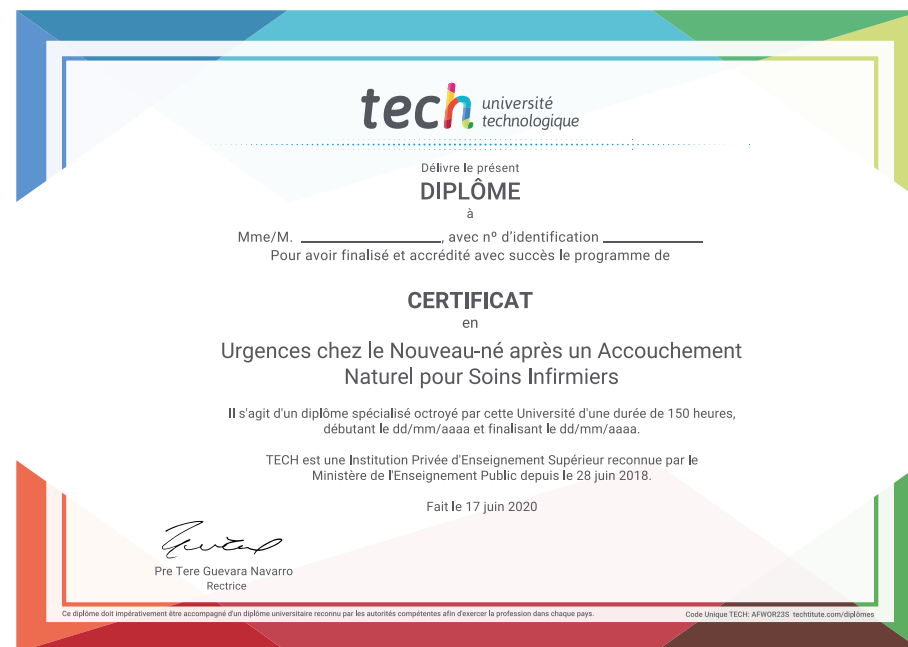 tech université
technologique
Délivre le présent
DIPLÔME
à
Mme/M. ____________________, avec nº d'identification ______________
Pour avoir finalisé et accrédité avec succès le programme de
CERTIFICAT
en
Urgences chez le Nouveau-né après un Accouchement
Naturel pour Soins Infirmiers
Il s'agit d'un diplôme spécialisé octroyé par cette Université d'une durée de 150 heures,
débutant le dd/mm/aaaa et finalisant le dd/mm/aaaa.
TECH est une Institution Privée d'Enseignement Supérieur reconnue par le
Ministère de l'Enseignement Public depuis le 28 juin 2018.
Fait le 17 juin 2020
Pre Tere Guevara Navarro
Rectrice
Ce diplôme doit impérativement être accompagné d'un diplôme universitaire reconnu par les autorités compétentes afin d'exercer la profession dans chaque pays.
Code Unique TECH: AFWOR23S techtitute.com/diplômes